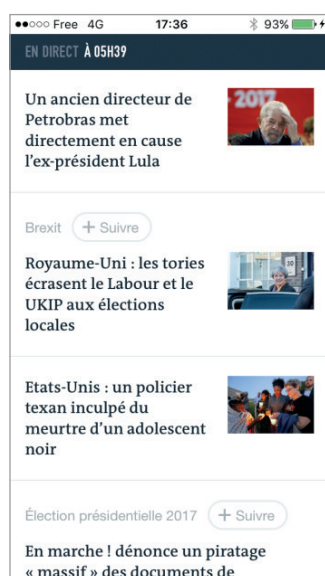 Free 4G 17:36 93%
EN DIRECT À 05H39
Un ancien directeur de
Petrobras met
directement en cause
l’ex-président Lula
2017
Brexit + Suivre
Royaume-Uni : les tories
écrasent le Labour et le
UKIP aux élections
locales
Etats-Unis : un policier
texan inculpé du
meurtre d’un adolescent
noir
Élection présidentielle 2017 + Suivre
En marche ! dénonce un piratage
« massif » des documents de